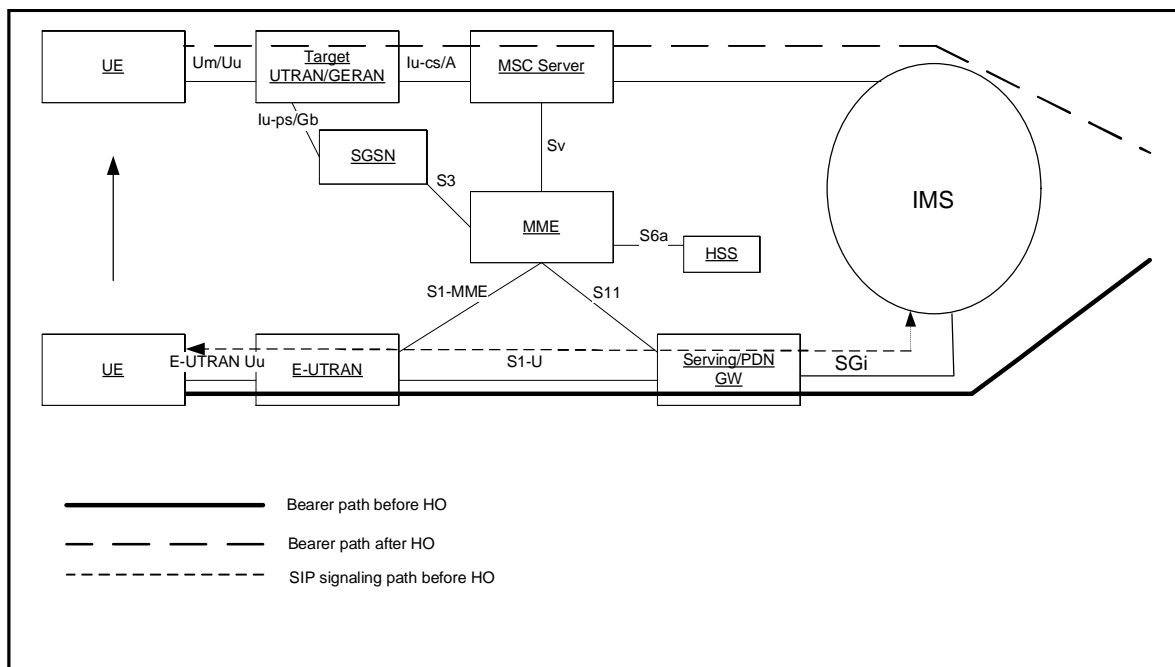 UE
Um/Uu
Target
UTRAN/GERAN
Iu-cs/A
MSC Server
Iu-ps/Gb
SGSN
S3
Sv
MME
S6a
HSS
IMS
S1-MME
S11
UE
E-UTRAN Uu
E-UTRAN
S1-U
Serving/PDN
GW
SGi
Bearer path before HO
Bearer path after HO
SIP signaling path before HO